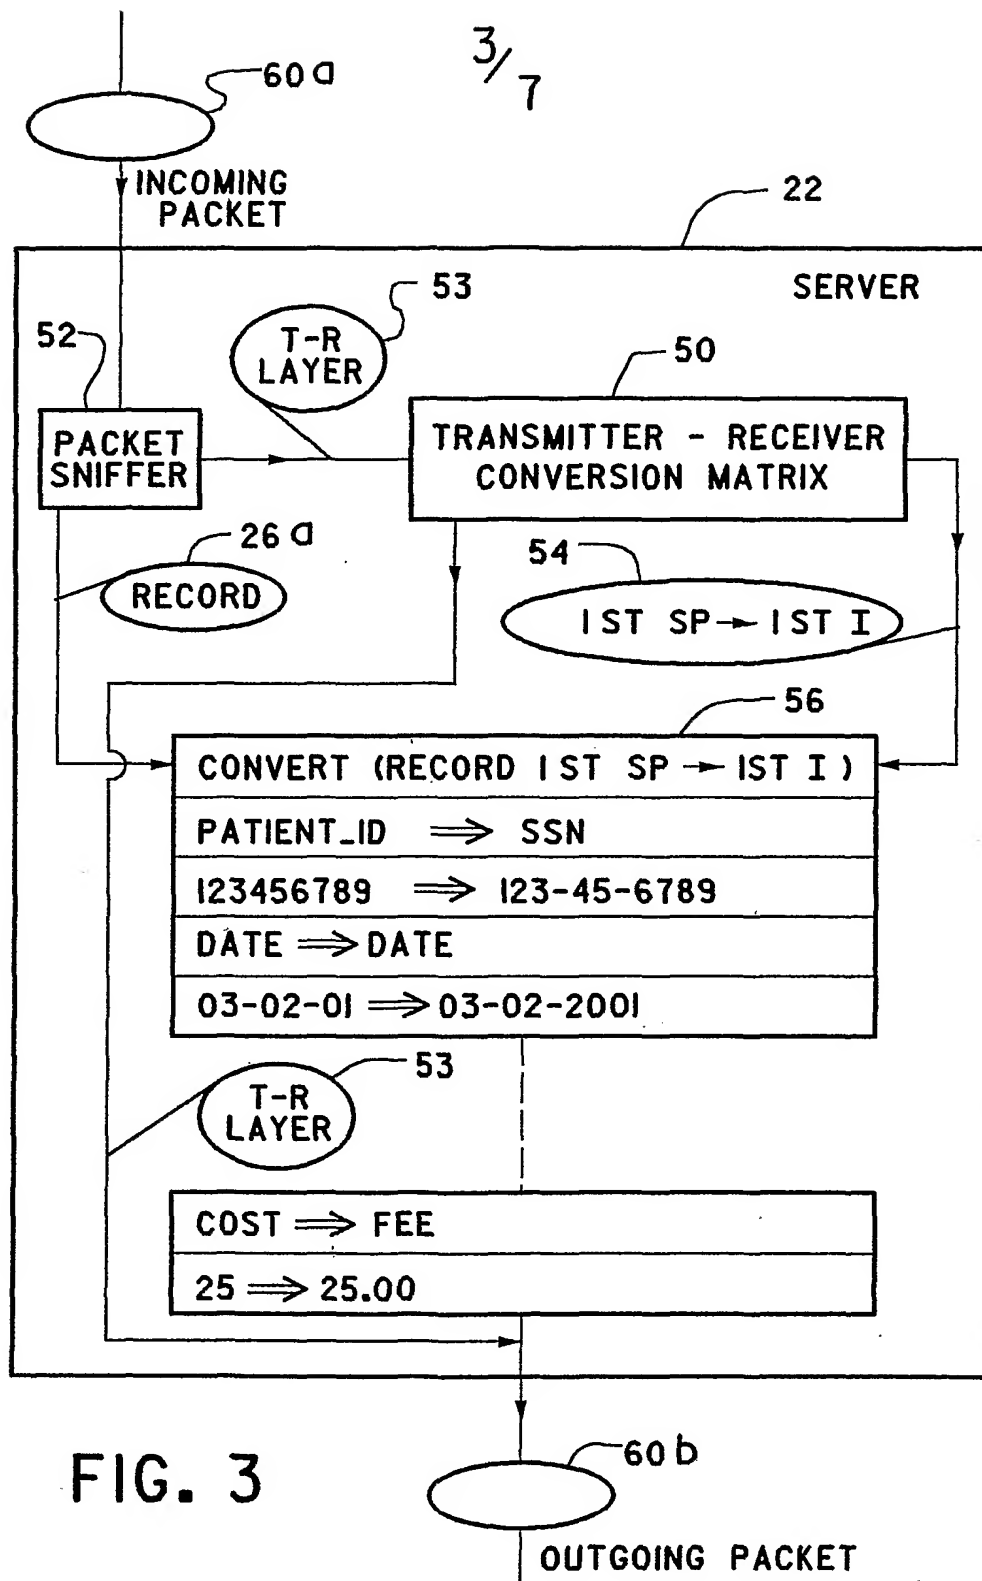 3/7
60a
INCOMING
PACKET
22
SERVER
53
T-R
LAYER
52
50
PACKET
SNIFFER
TRANSMITTER - RECEIVER
CONVERSION MATRIX
26a
RECORD
54
1ST SP → 1ST I
56
CONVERT (RECORD 1ST SP → 1ST I)
PATIENT_ID ⇒ SSN
123456789 ⇒ 123-45-6789
DATE ⇒ DATE
03-02-01 ⇒ 03-02-2001
53
T-R
LAYER
COST ⇒ FEE
25 ⇒ 25.00
60b
FIG. 3
OUTGOING PACKET